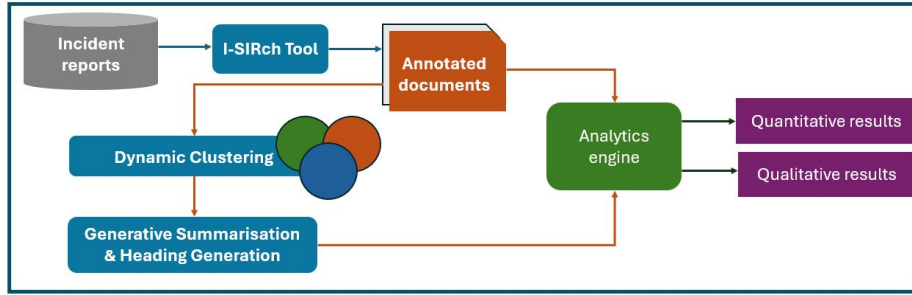 Incident
reports
I-SIRch Tool
Annotated
documents
Dynamic Clustering
Generative Summarisation
& Heading Generation
Analytics
engine
Quantitative results
Qualitative results